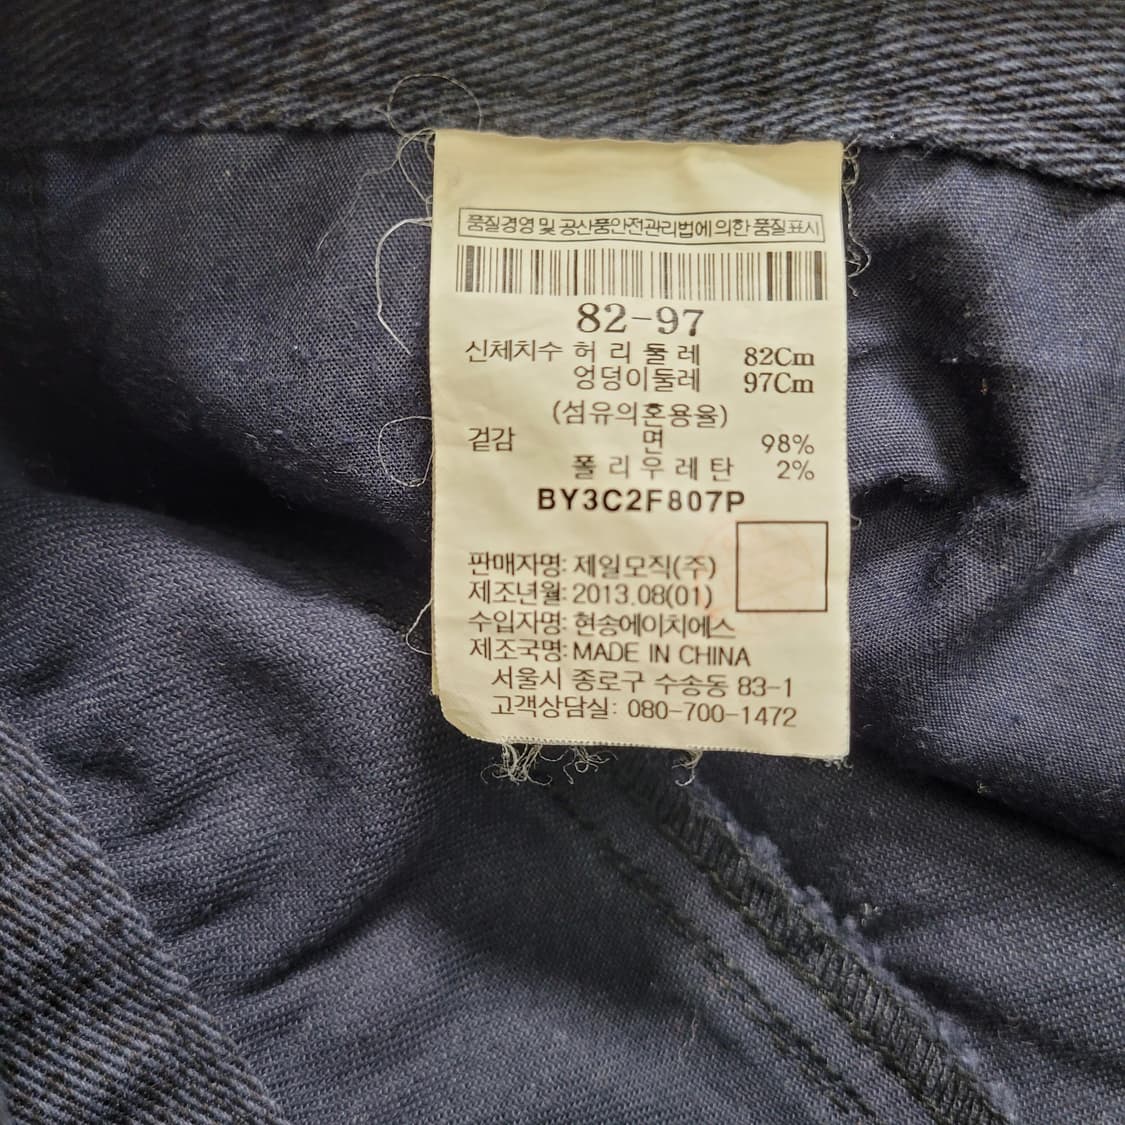 품질경영 및 공산품안전관리법에 의한 품질표시
82-97
신체치수 허 리 둘 레 82Cm
엉덩이둘레 97Cm
(섬유의혼용율)
겉감 면 98%
폴 리 우 레 탄 2%
BY3C2F807P
판매자명: 제일모직(주)
제조년월: 2013.08(01)
수입자명: 현송에이치에스
제조국명: MADE IN CHINA
서울시 종로구 수송동 83-1
고객상담실: 080-700-1472